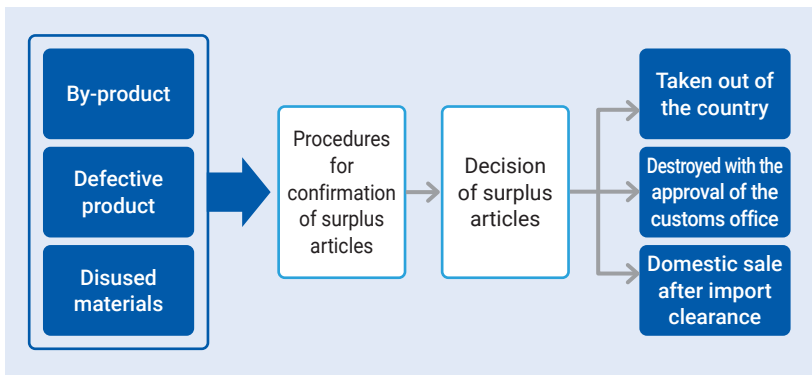 By-product
Defective
product
Disused
materials
Procedures
for
confirmation
of surplus
articles
Decision
of surplus
articles
Taken out of
the country
Destroyed with the
approval of the
customs office
Domestic sale
after import
clearance